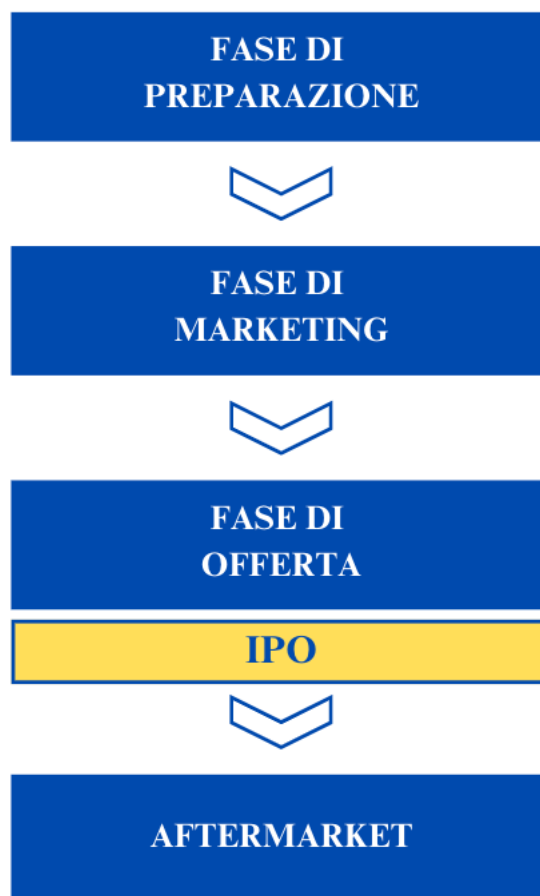 FASE DI
PREPARAZIONE
FASE DI
MARKETING
FASE DI
OFFERTA
IPO
AFTERMARKET